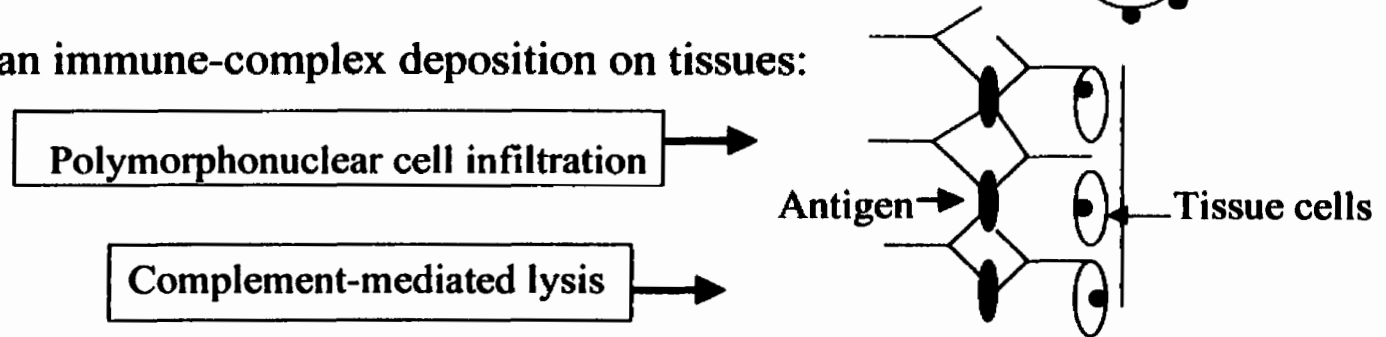 an immune-complex deposition on tissues:
Polymorphonuclear cell infiltration
Antigen
Tissue cells
Complement-mediated lysis